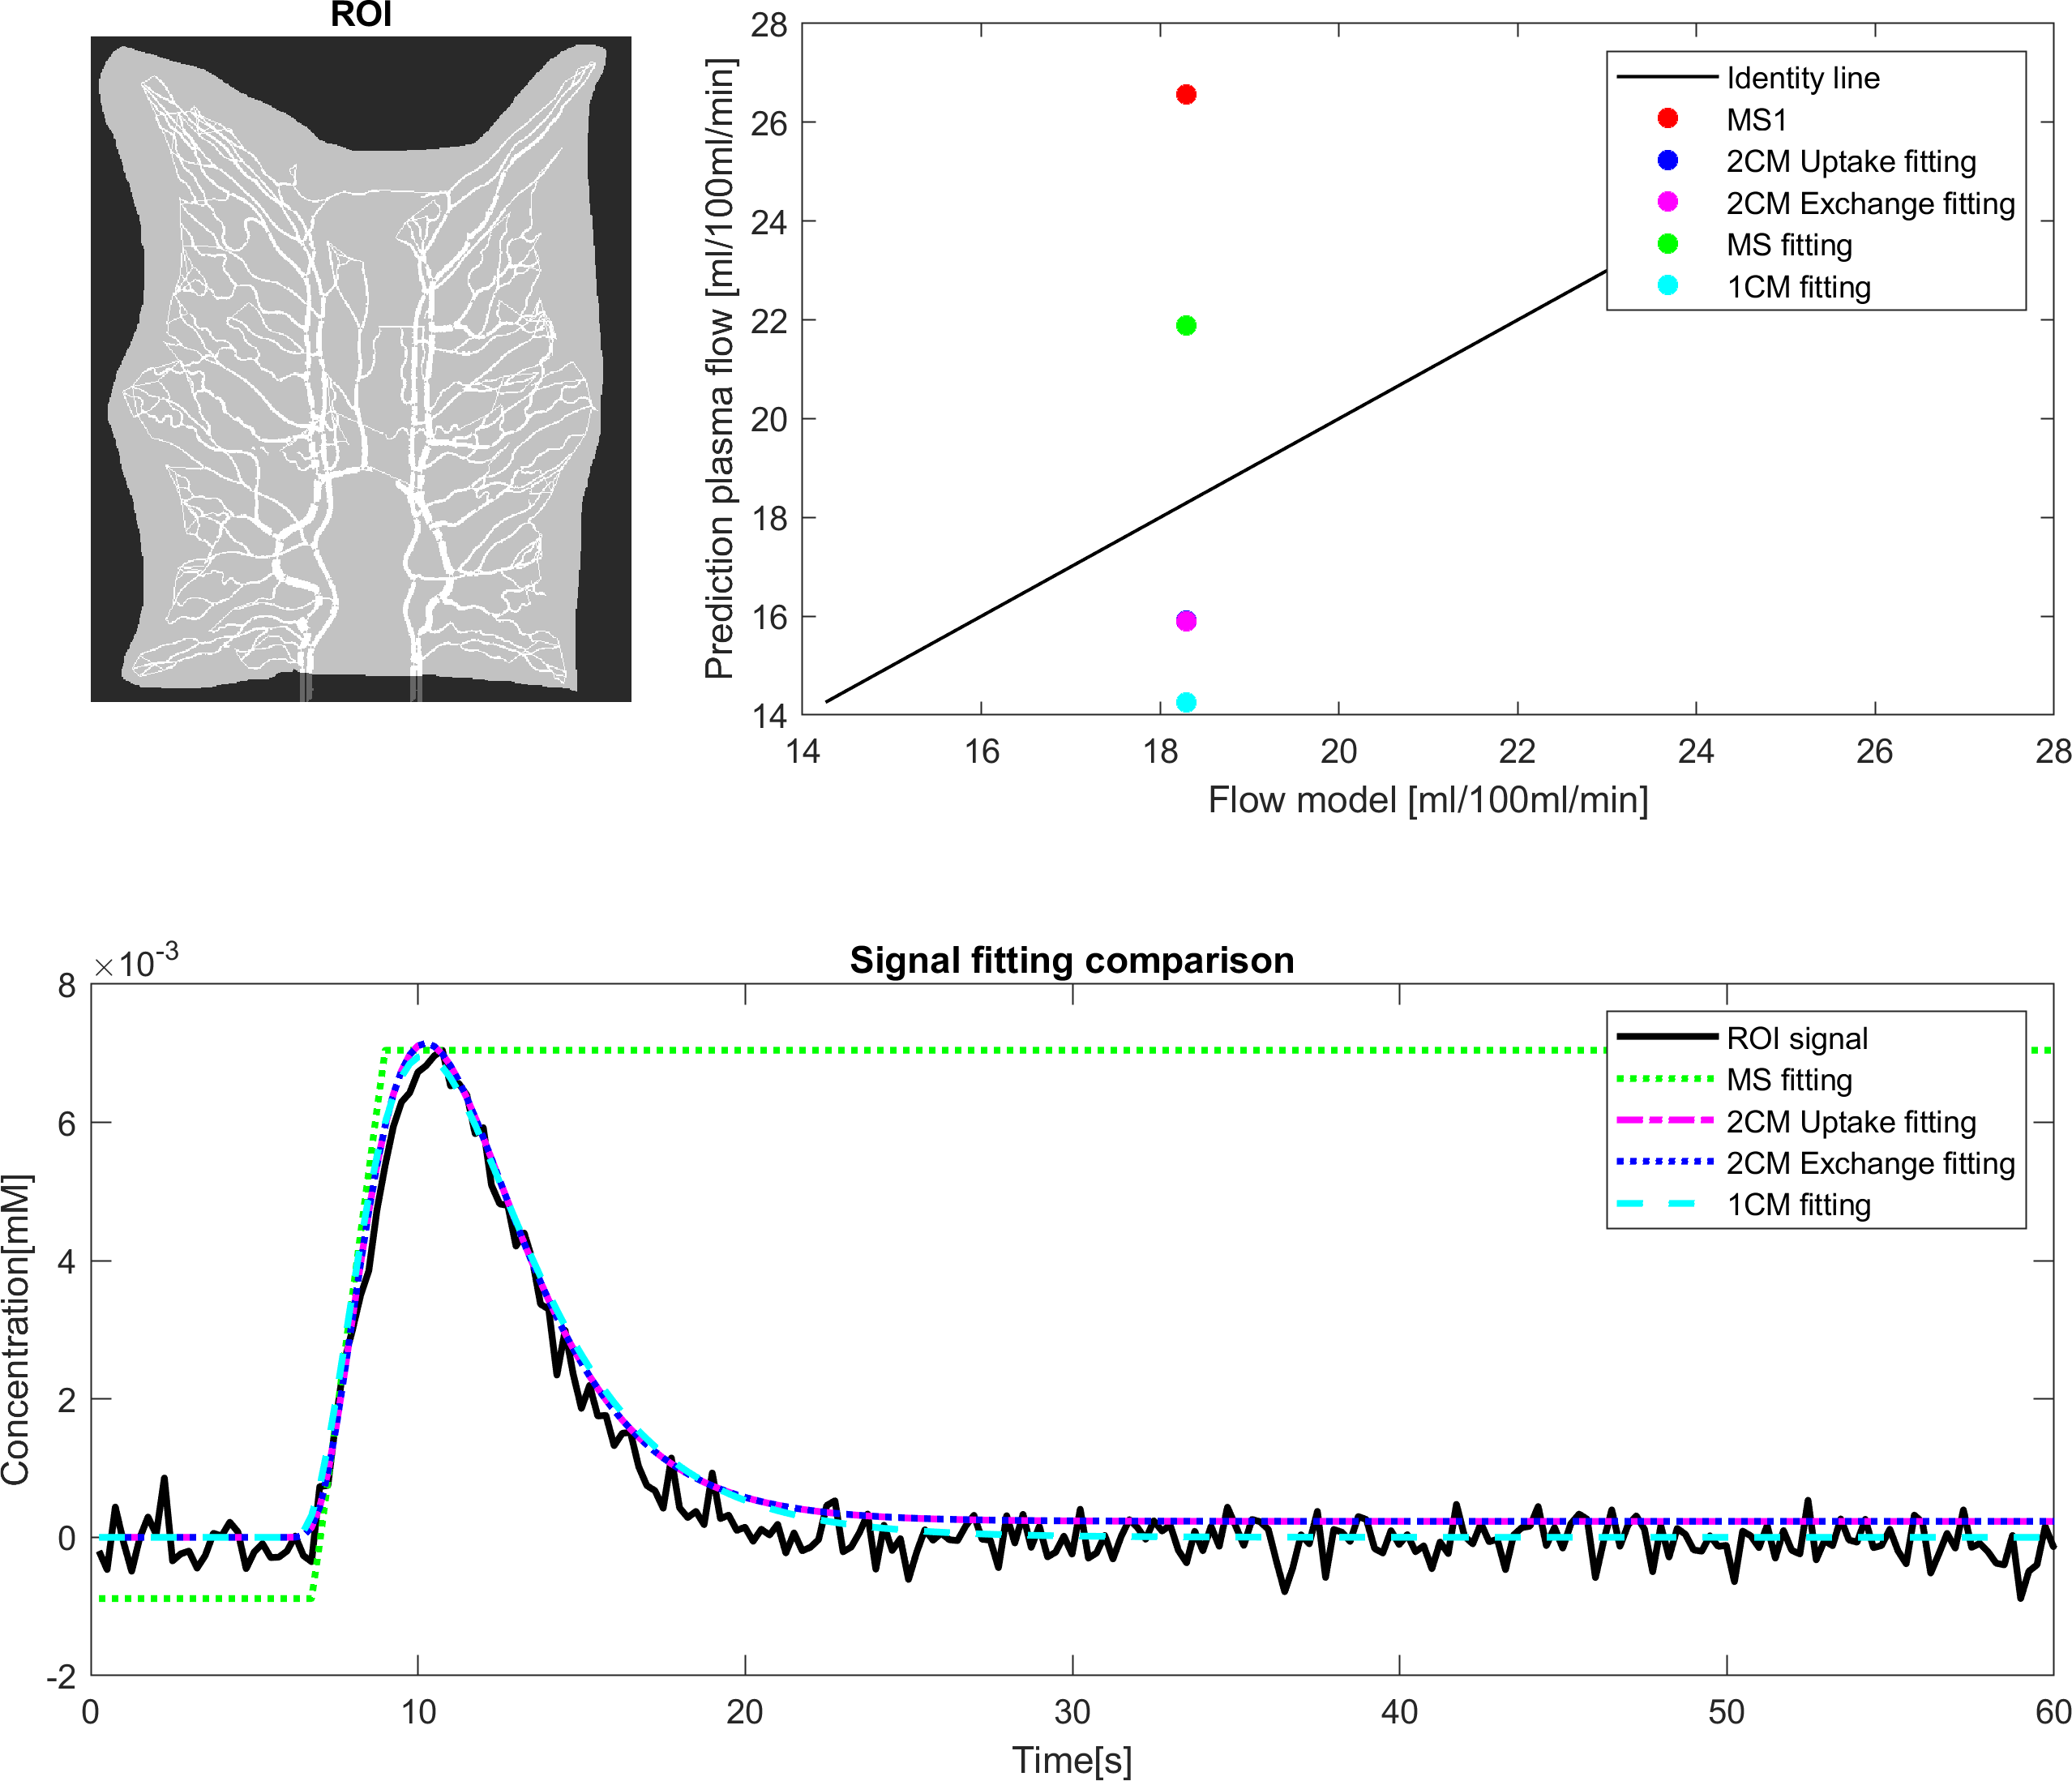 ROI
28
26
24
22
20
18
16
14
Prediction plasma flow [ml/100ml/min]
Identity line
MS1
2CM Uptake fitting
2CM Exchange fitting
MS fitting
1CM fitting
14 16 18 20 22 24 26 28
Flow model [ml/100ml/min]
Signal fitting comparison
×10-3
8
6
4
2
0
-2
Concentration[mM]
ROI signal
MS fitting
2CM Uptake fitting
2CM Exchange fitting
1CM fitting
0 10 20 30 40 50 60
Time[s]